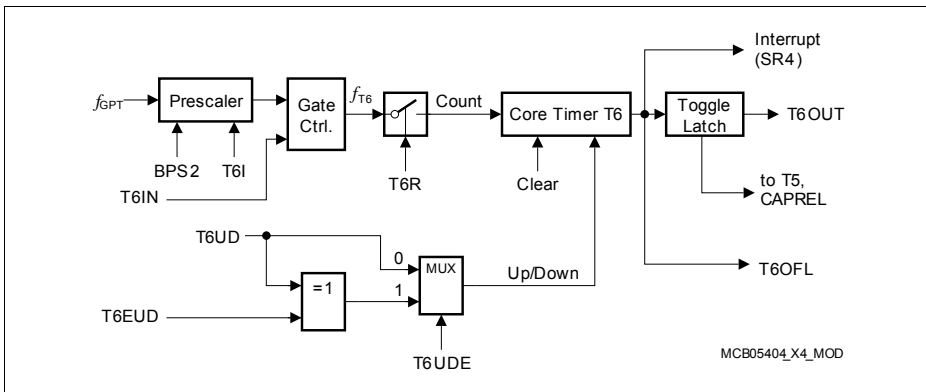 Interrupt
(SR4)
fGPT
Prescaler
Gate
Ctrl.
fT6
Count
Core Timer T6
Toggle
Latch
T6OUT
BPS2
T6I
T6IN
T6R
Clear
to T5,
CAPREL
T6UD
0
MUX
Up/Down
T6OFL
=1
1
T6EUD
T6UDE
MCB05404_X4_MOD